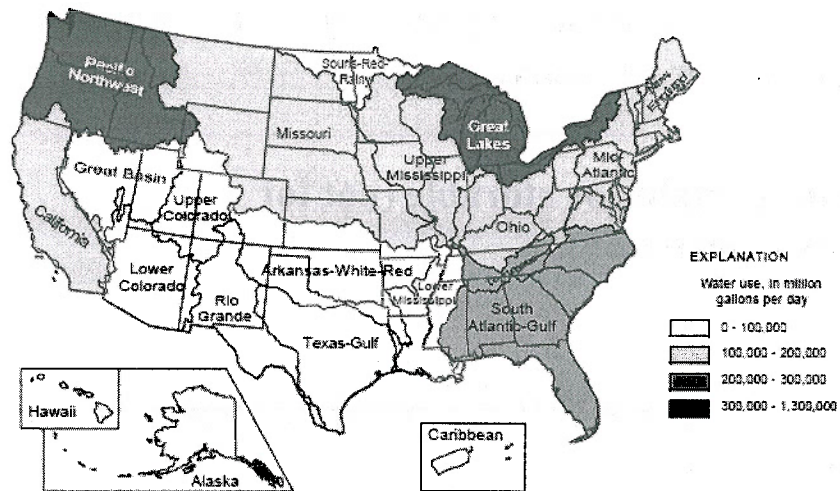 Pacific
Northwest
Souris-Red-
Rainy
Missouri
Great
Lakes
New
England
Upper
Mississippi
Mid-
Atlantic
Great Basin
California
Upper
Colorado
Ohio
Lower
Colorado
Arkansas-White-Red
Lower
Mississippi
Rio
Grande
South
Atlantic-Gulf
Texas-Gulf
Hawaii
Alaska
Caribbean
EXPLANATION
Water use, in million
gallons per day
0 - 100,000
100,000 - 200,000
200,000 - 300,000
300,000 - 1,300,000